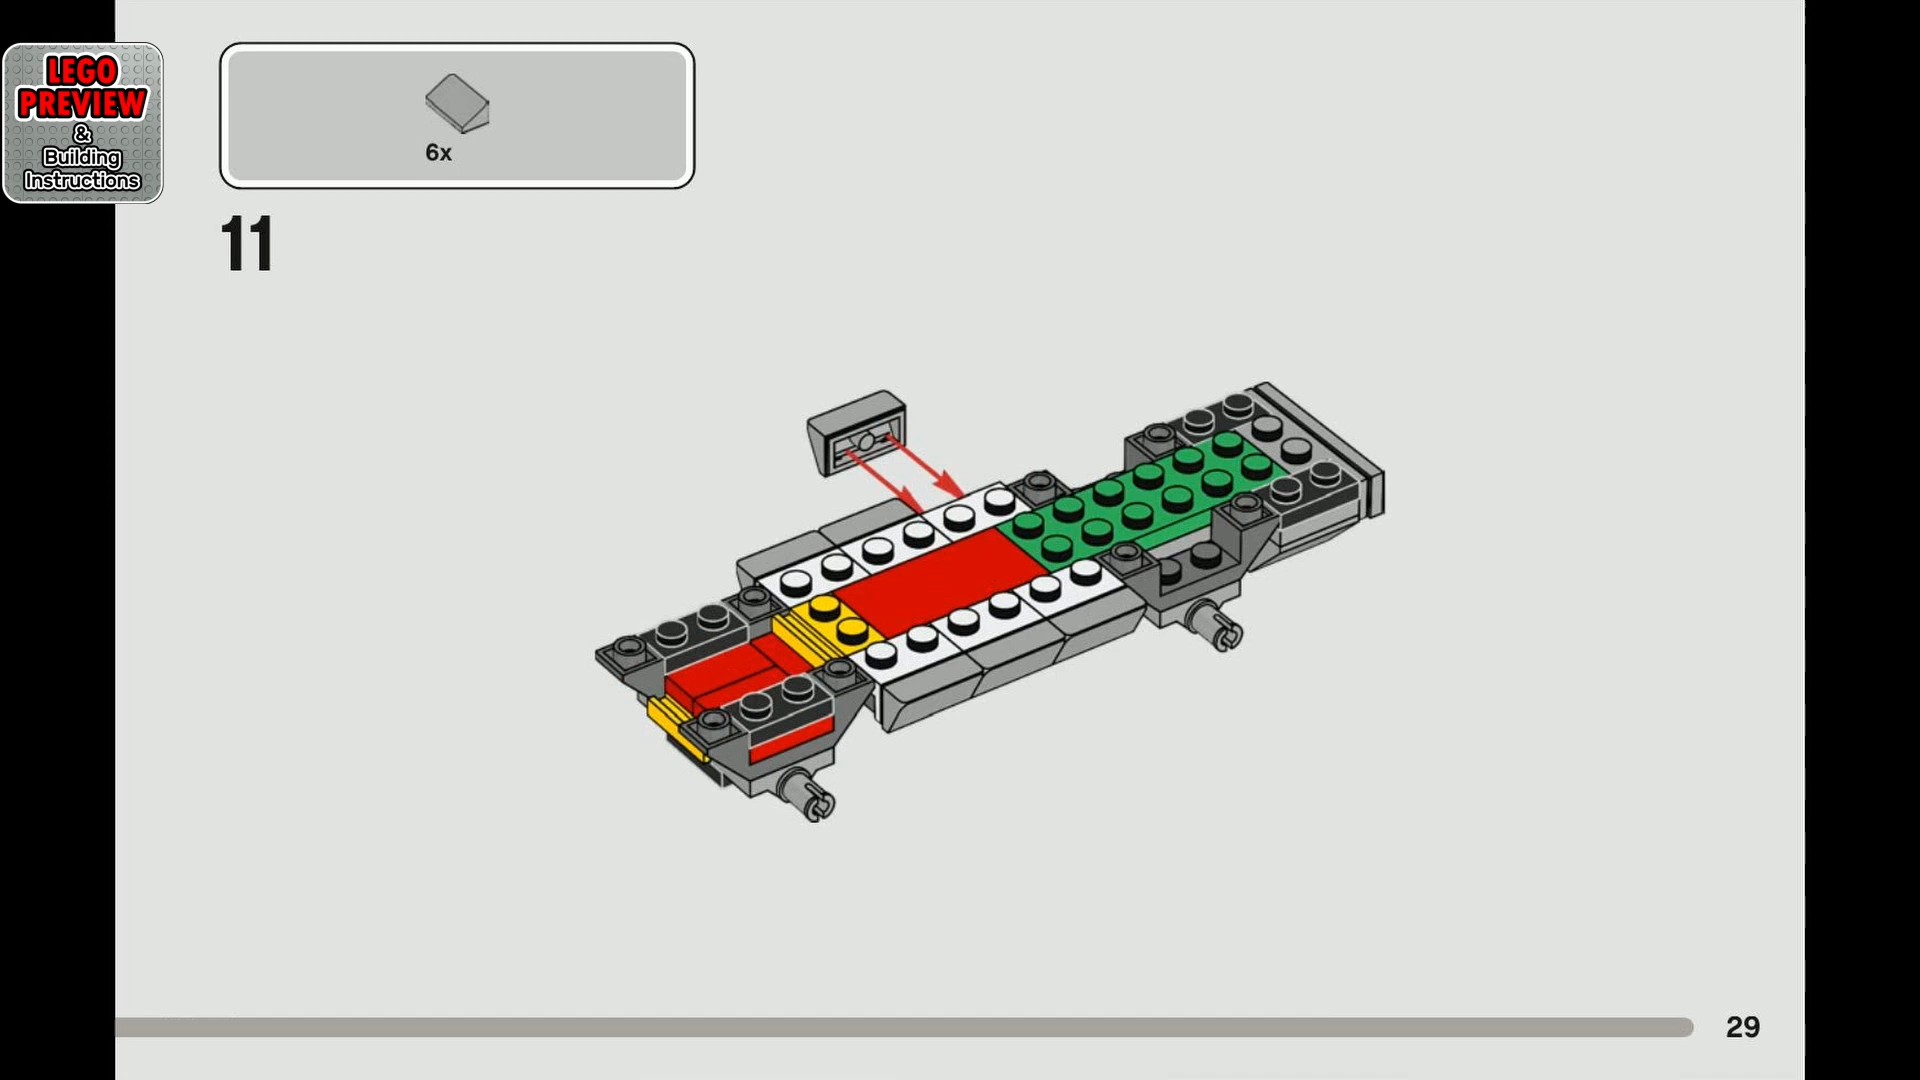 LEGO
PREVIEW
&
Building
Instructions
6x
11
29